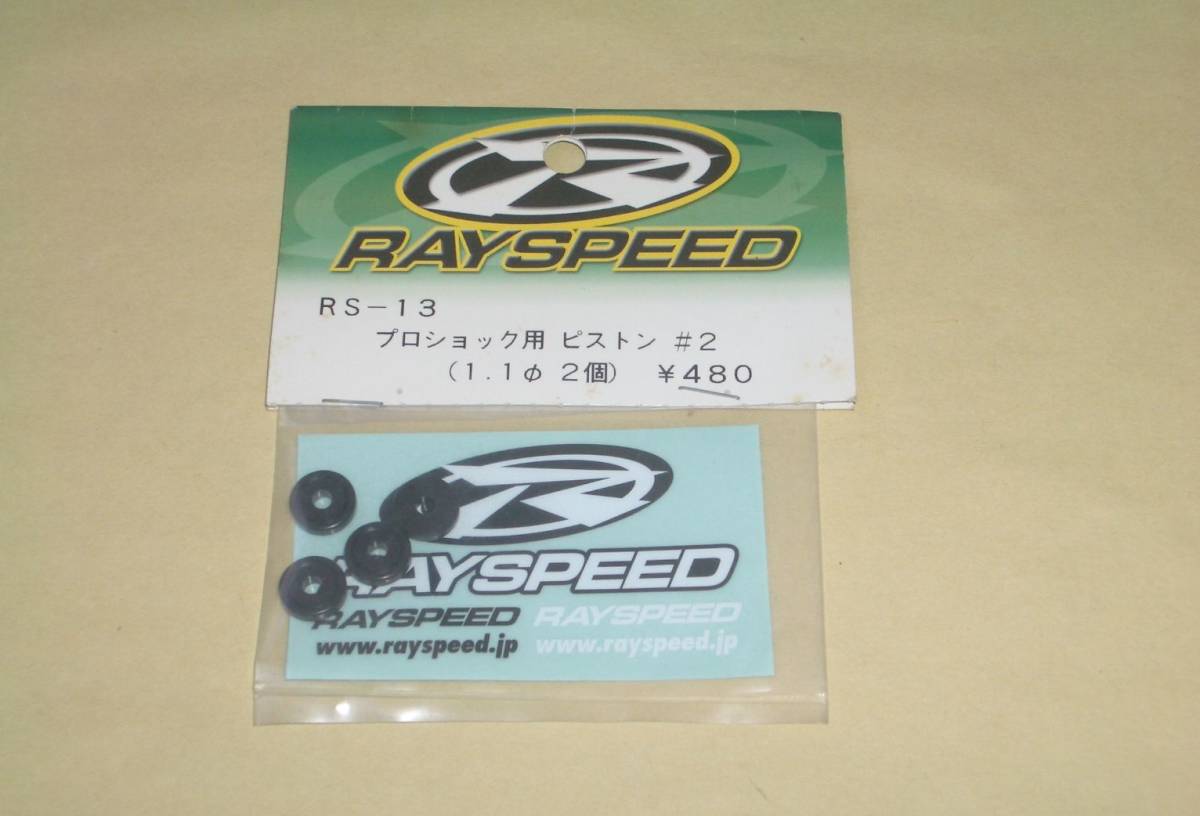 RAYSPEED
RS-13
プロショック用 ピストン #2
(1.1φ 2個) ¥480
RAYSPEED
RAYSPEED RAYSPEED
www.rayspeed.jp www.rayspeed.jp